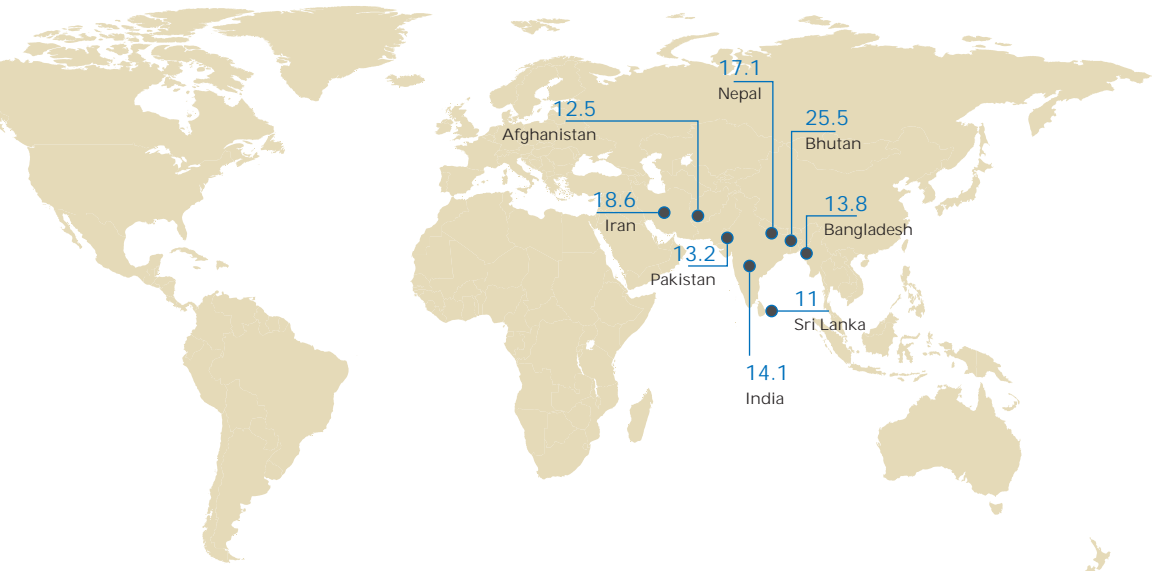 17.1
Nepal
12.5
Afghanistan
25.5
Bhutan
18.6
Iran
13.8
Bangladesh
13.2
Pakistan
11
Sri Lanka
14.1
India